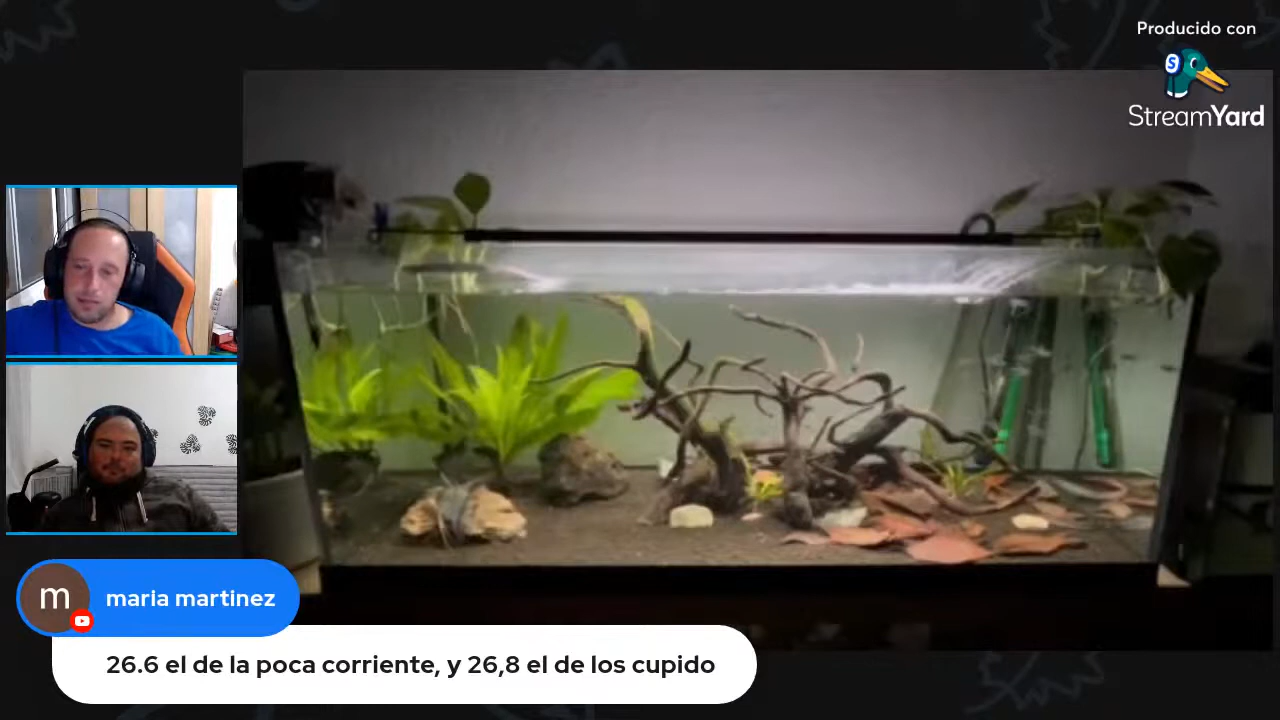 Producido con
S
StreamYard
m
maria martinez
26.6 el de la poca corriente, y 26,8 el de los cupido